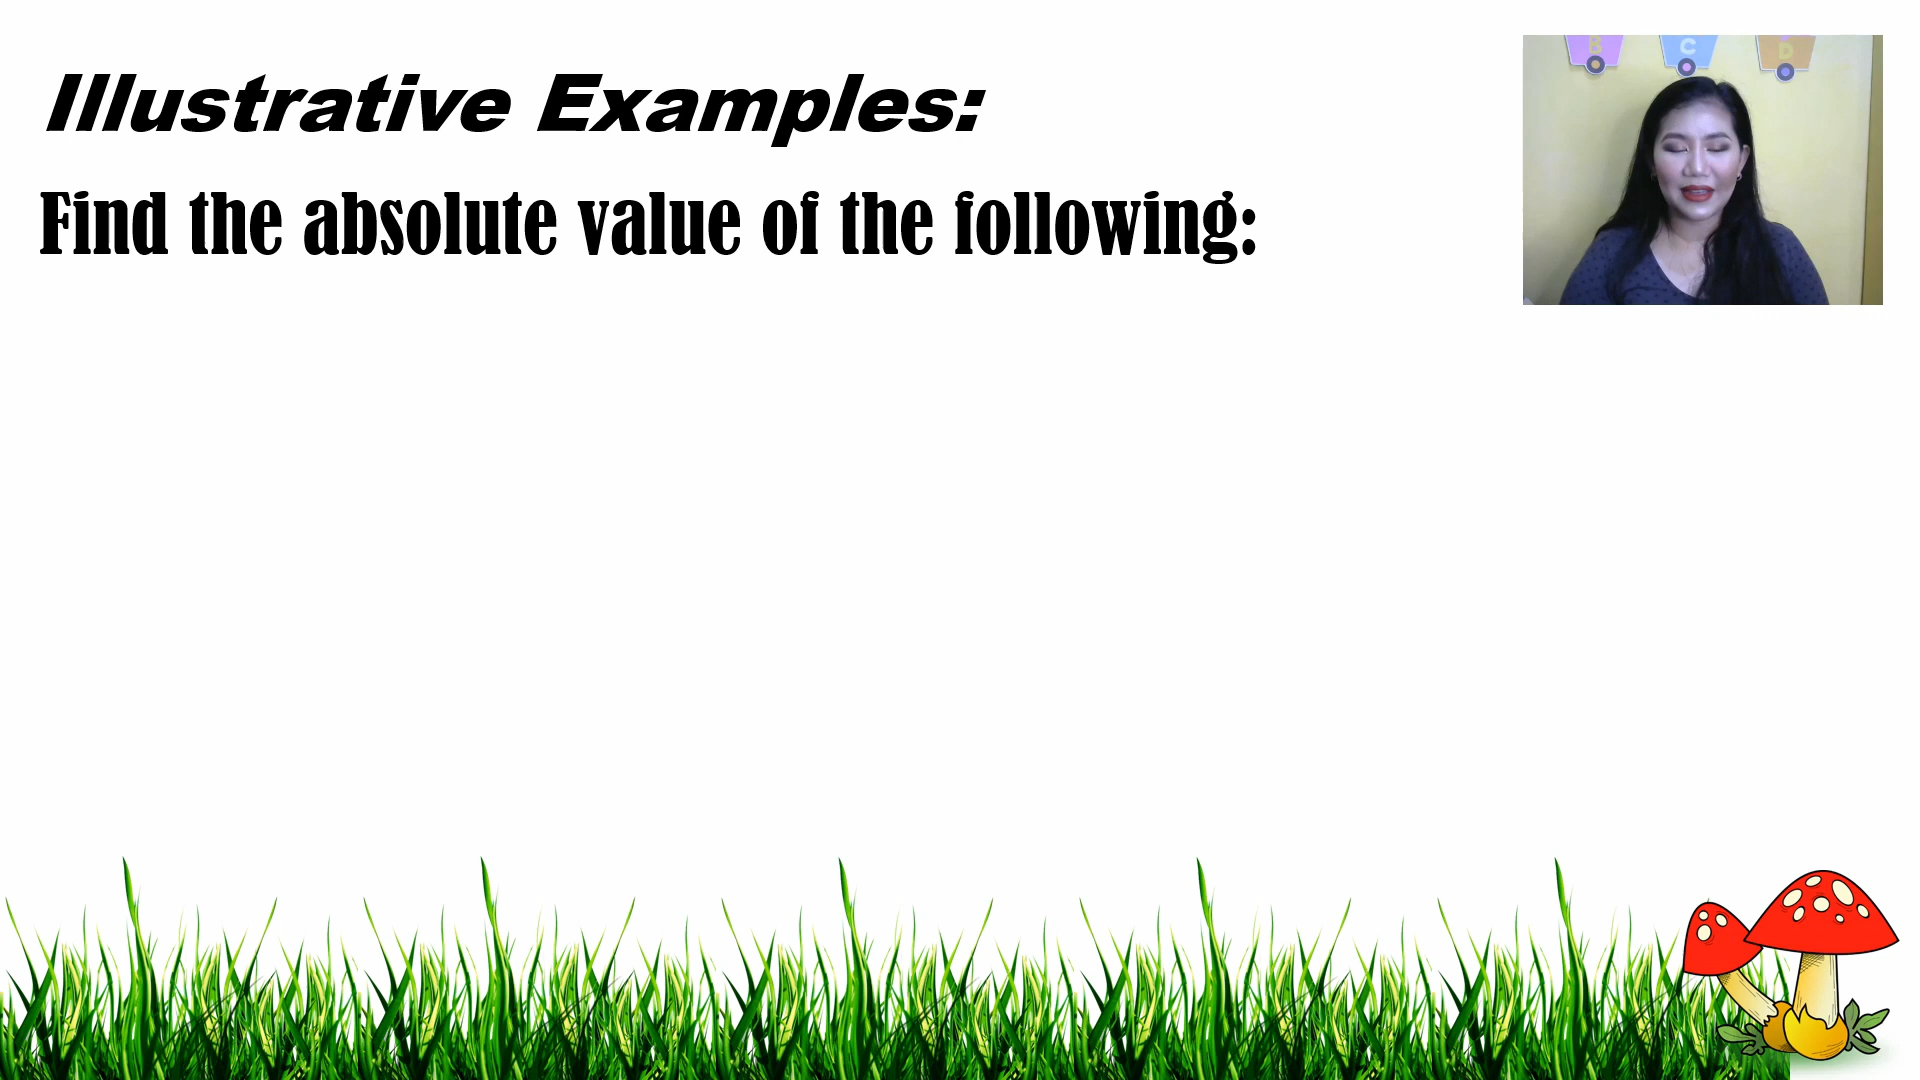 Illustrative Examples:
Find the absolute value of the following:
B C D